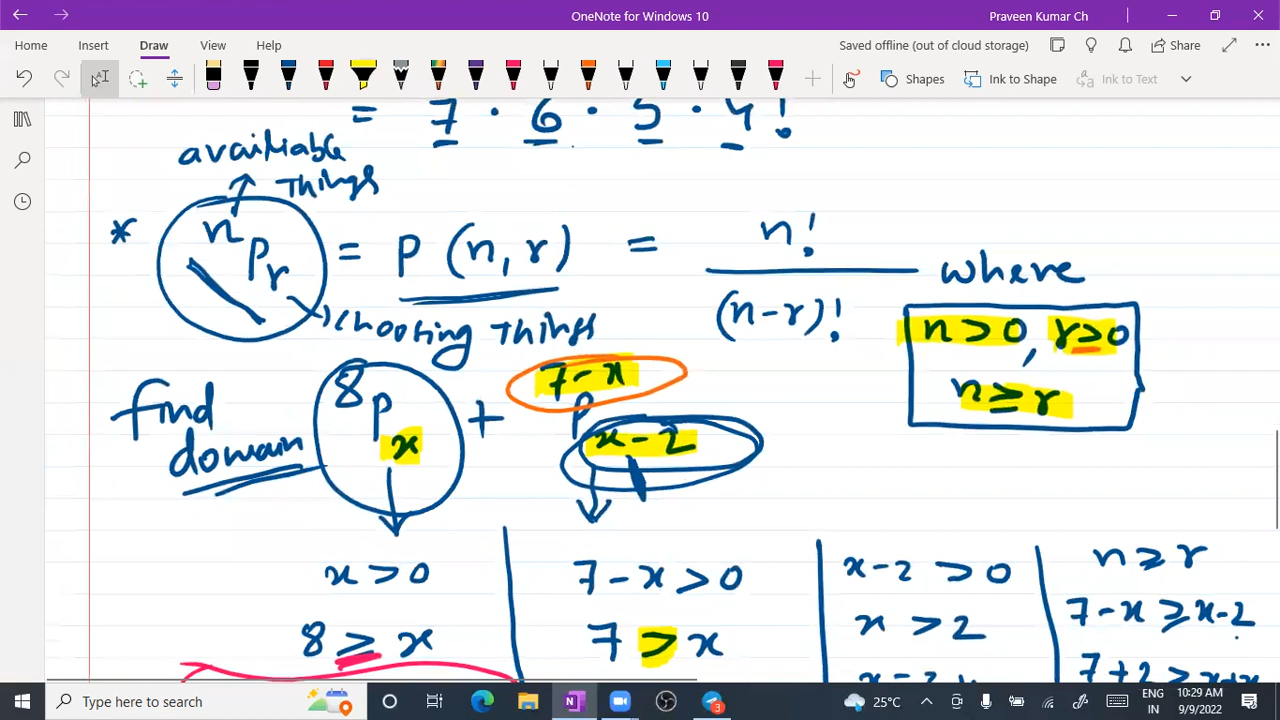 OneNote for Windows 10
Praveen Kumar Ch
Home Insert Draw View Help
Saved offline (out of cloud storage)
Share
Shapes
Ink to Shape
Ink to Text
= 7 · 6 · 5 · 4!
available
things
* nPr = P (n, r) = n! / (n-r)! where
choosing things
n > 0, r > 0
n ≥ r
find
domain
8Px + 7-xPx-2
x > 0
8 ≥ x
7-x > 0
7 > x
x-2 > 0
x > 2
n ≥ r
7-x ≥ x-2
Type here to search
3
25°C
ENG
IN
10:29 AM
9/9/2022